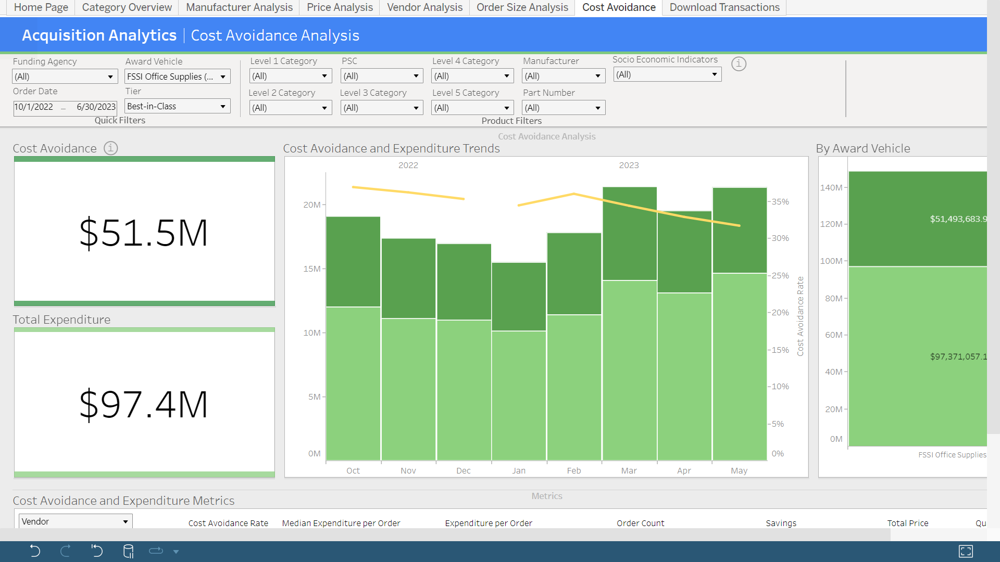 Home Page Category Overview Manufacturer Analysis Price Analysis Vendor Analysis Order Size Analysis Cost Avoidance Download Transactions
Acquisition Analytics Cost Avoidance Analysis
Funding Agency Award Vehicle Level 1 Category PSC Level 4 Category Manufacturer Socio Economic Indicators
(All) FSSI Office Supplies (... (All) (All) (All) (All) (All)
Order Date Tier Level 2 Category Level 3 Category Level 5 Category Part Number
10/1/2022 – 6/30/2023 Best-in-Class (All) (All) (All) (All)
Quick Filters Product Filters
Cost Avoidance Analysis
Cost Avoidance
$51.5M
Total Expenditure
$97.4M
Cost Avoidance and Expenditure Trends
2022 2023
20M
15M
10M
5M
0M
35%
30%
25%
20%
15%
10%
5%
0%
Cost Avoidance Rate
Oct Nov Dec Jan Feb Mar Apr May
By Award Vehicle
140M
120M
100M
80M
60M
40M
20M
0M
$51,493,683.9
$97,371,057.1
FSSI Office Supplies
Metrics
Cost Avoidance and Expenditure Metrics
Vendor Cost Avoidance Rate Median Expenditure per Order Expenditure per Order Order Count Savings Total Price Qu